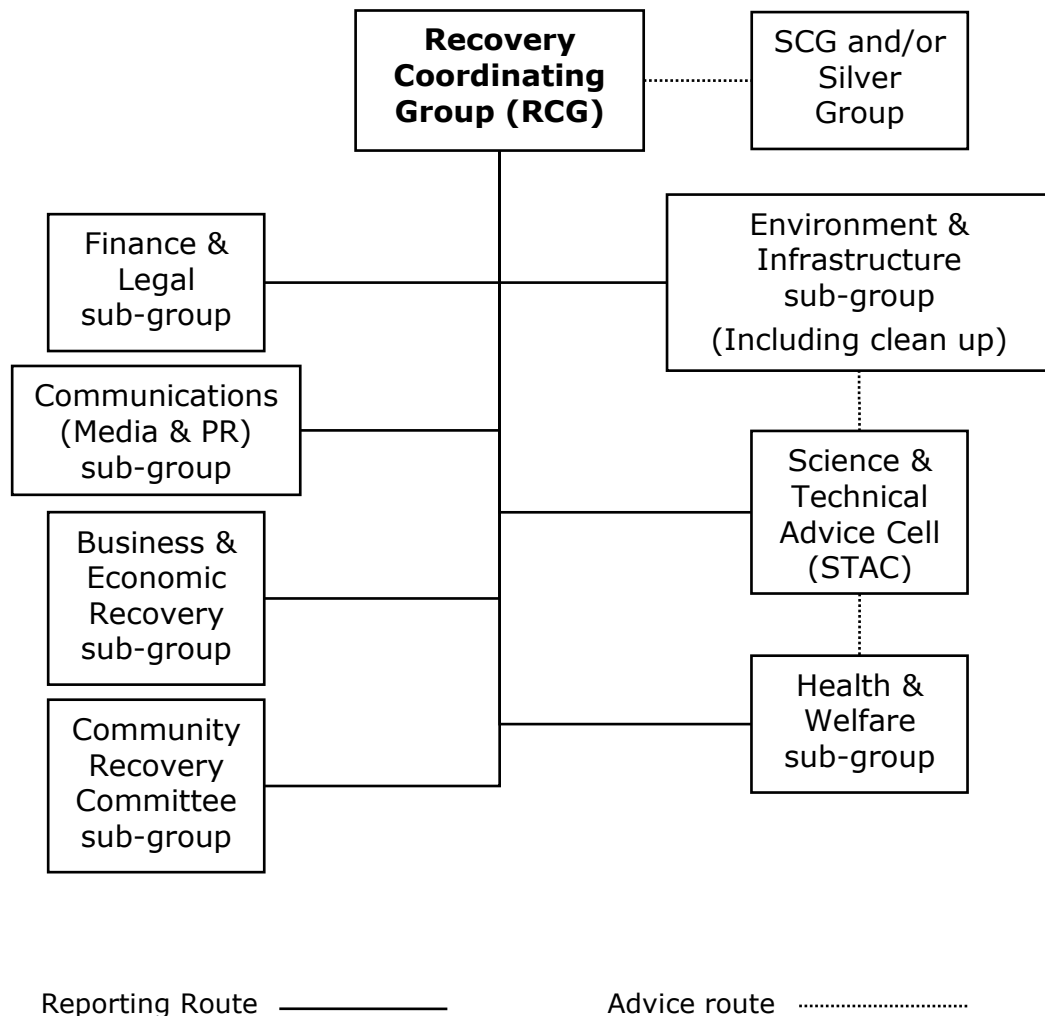 Recovery
Coordinating
Group (RCG)
SCG and/or
Silver
Group
Finance &
Legal
sub-group
Environment &
Infrastructure
sub-group
(Including clean up)
Communications
(Media & PR)
sub-group
Science &
Technical
Advice Cell
(STAC)
Business &
Economic
Recovery
sub-group
Health &
Welfare
sub-group
Community
Recovery
Committee
sub-group
Reporting Route
Advice route